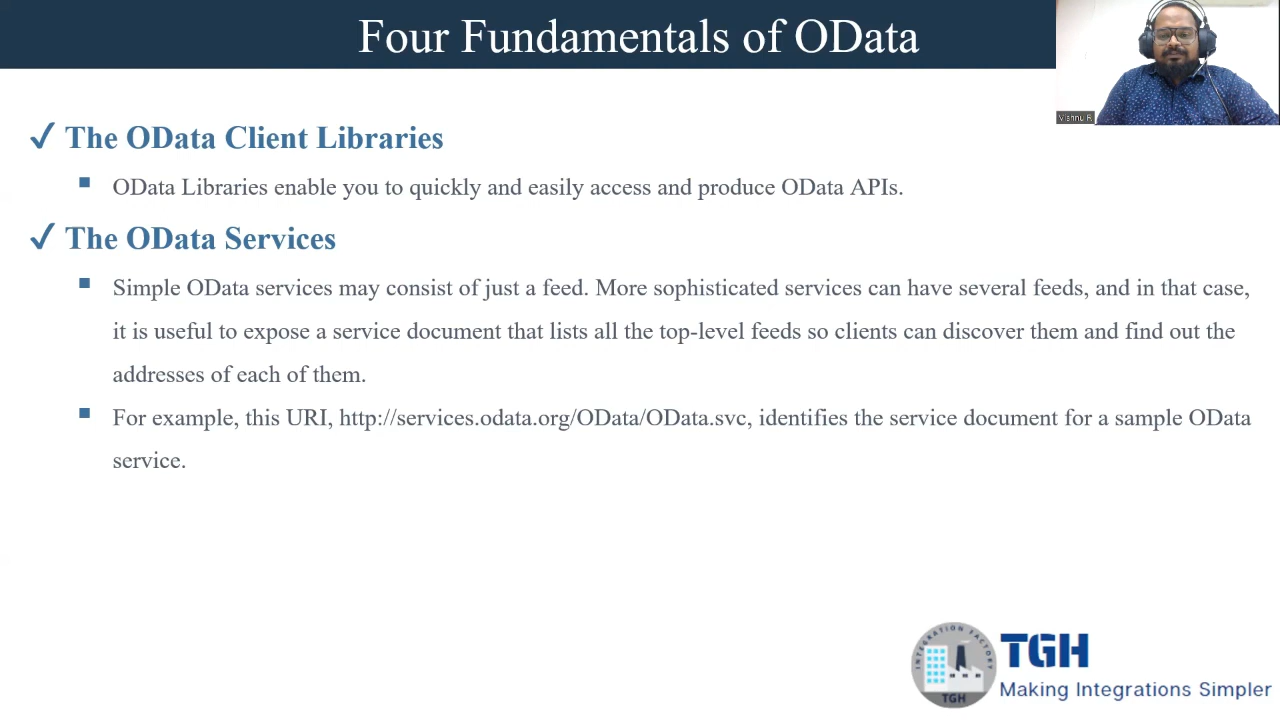 Four Fundamentals of OData
Vishnu R
✓ The OData Client Libraries
▪ OData Libraries enable you to quickly and easily access and produce OData APIs.
✓ The OData Services
▪ Simple OData services may consist of just a feed. More sophisticated services can have several feeds, and in that case,
it is useful to expose a service document that lists all the top-level feeds so clients can discover them and find out the
addresses of each of them.
▪ For example, this URI, http://services.odata.org/OData/OData.svc, identifies the service document for a sample OData
service.
INTEGRATION FACTORY
TGH
TGH
Making Integrations Simpler